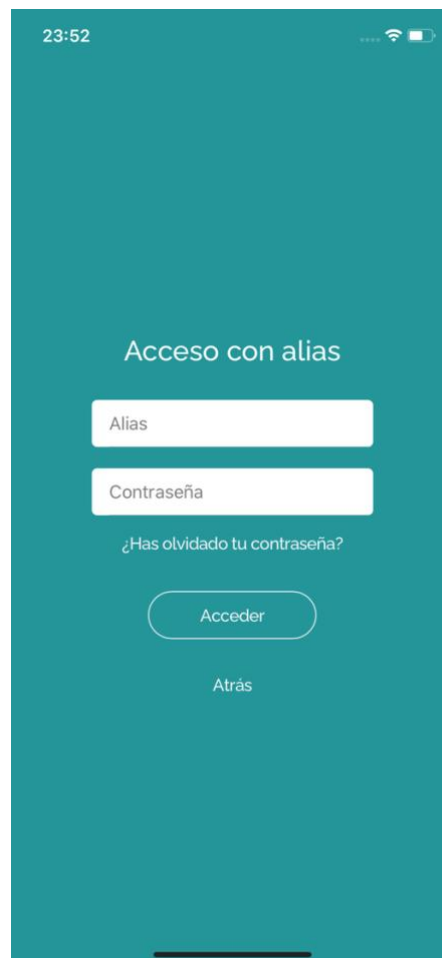 23:52
Acceso con alias
Alias
Contraseña
¿Has olvidado tu contraseña?
Acceder
Atrás